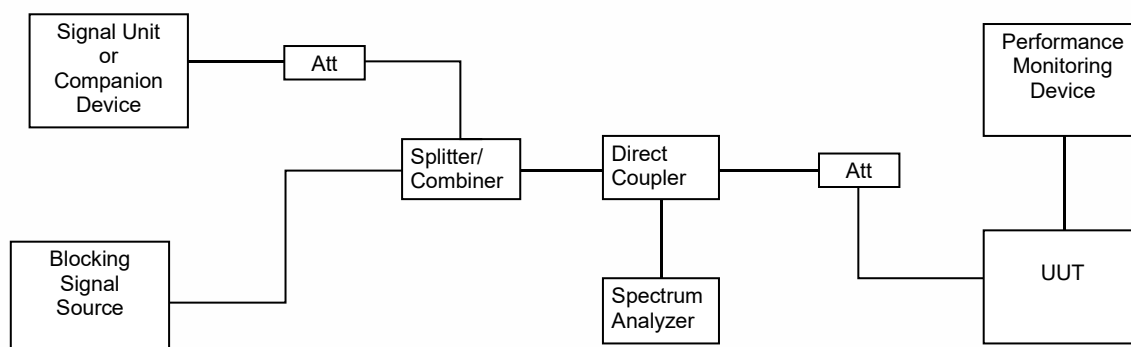 Signal Unit
or
Companion
Device
Att
Performance
Monitoring
Device
Splitter/
Combiner
Direct
Coupler
Att
Blocking
Signal
Source
Spectrum
Analyzer
UUT